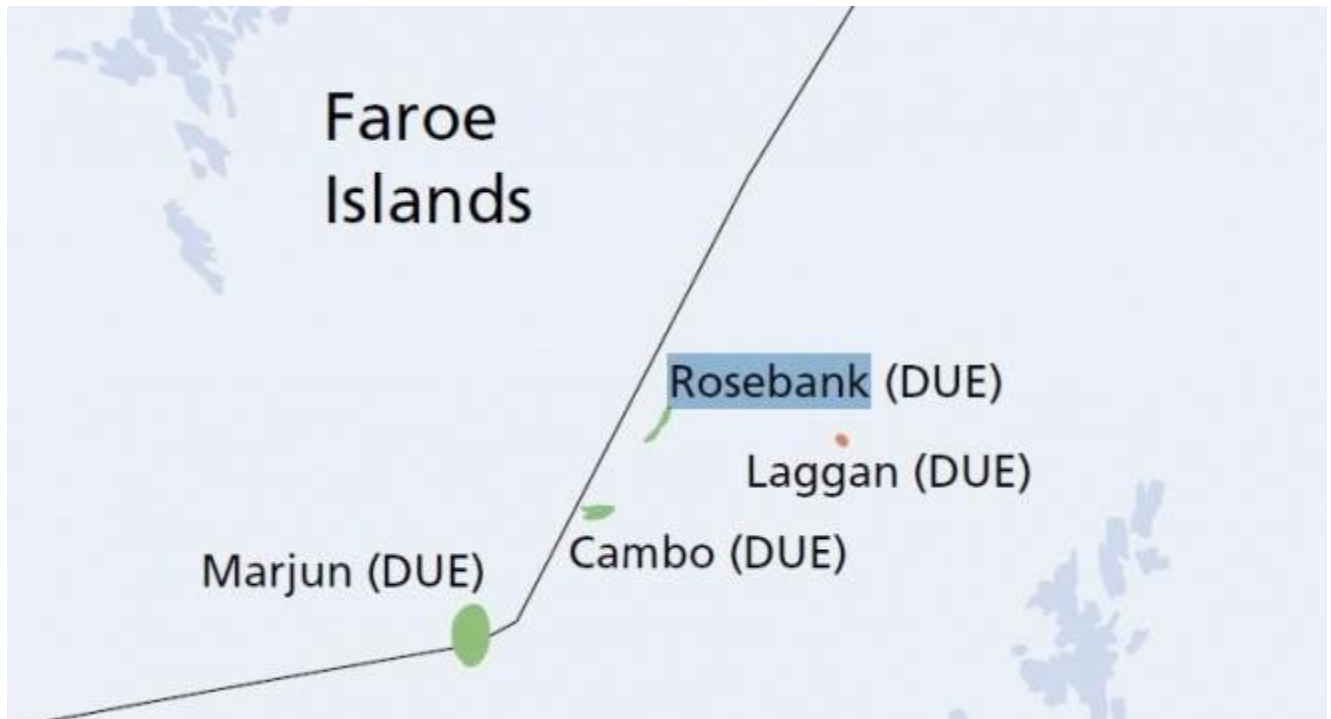 Faroe
Islands
Rosebank (DUE)
Laggan (DUE)
Cambo (DUE)
Marjun (DUE)